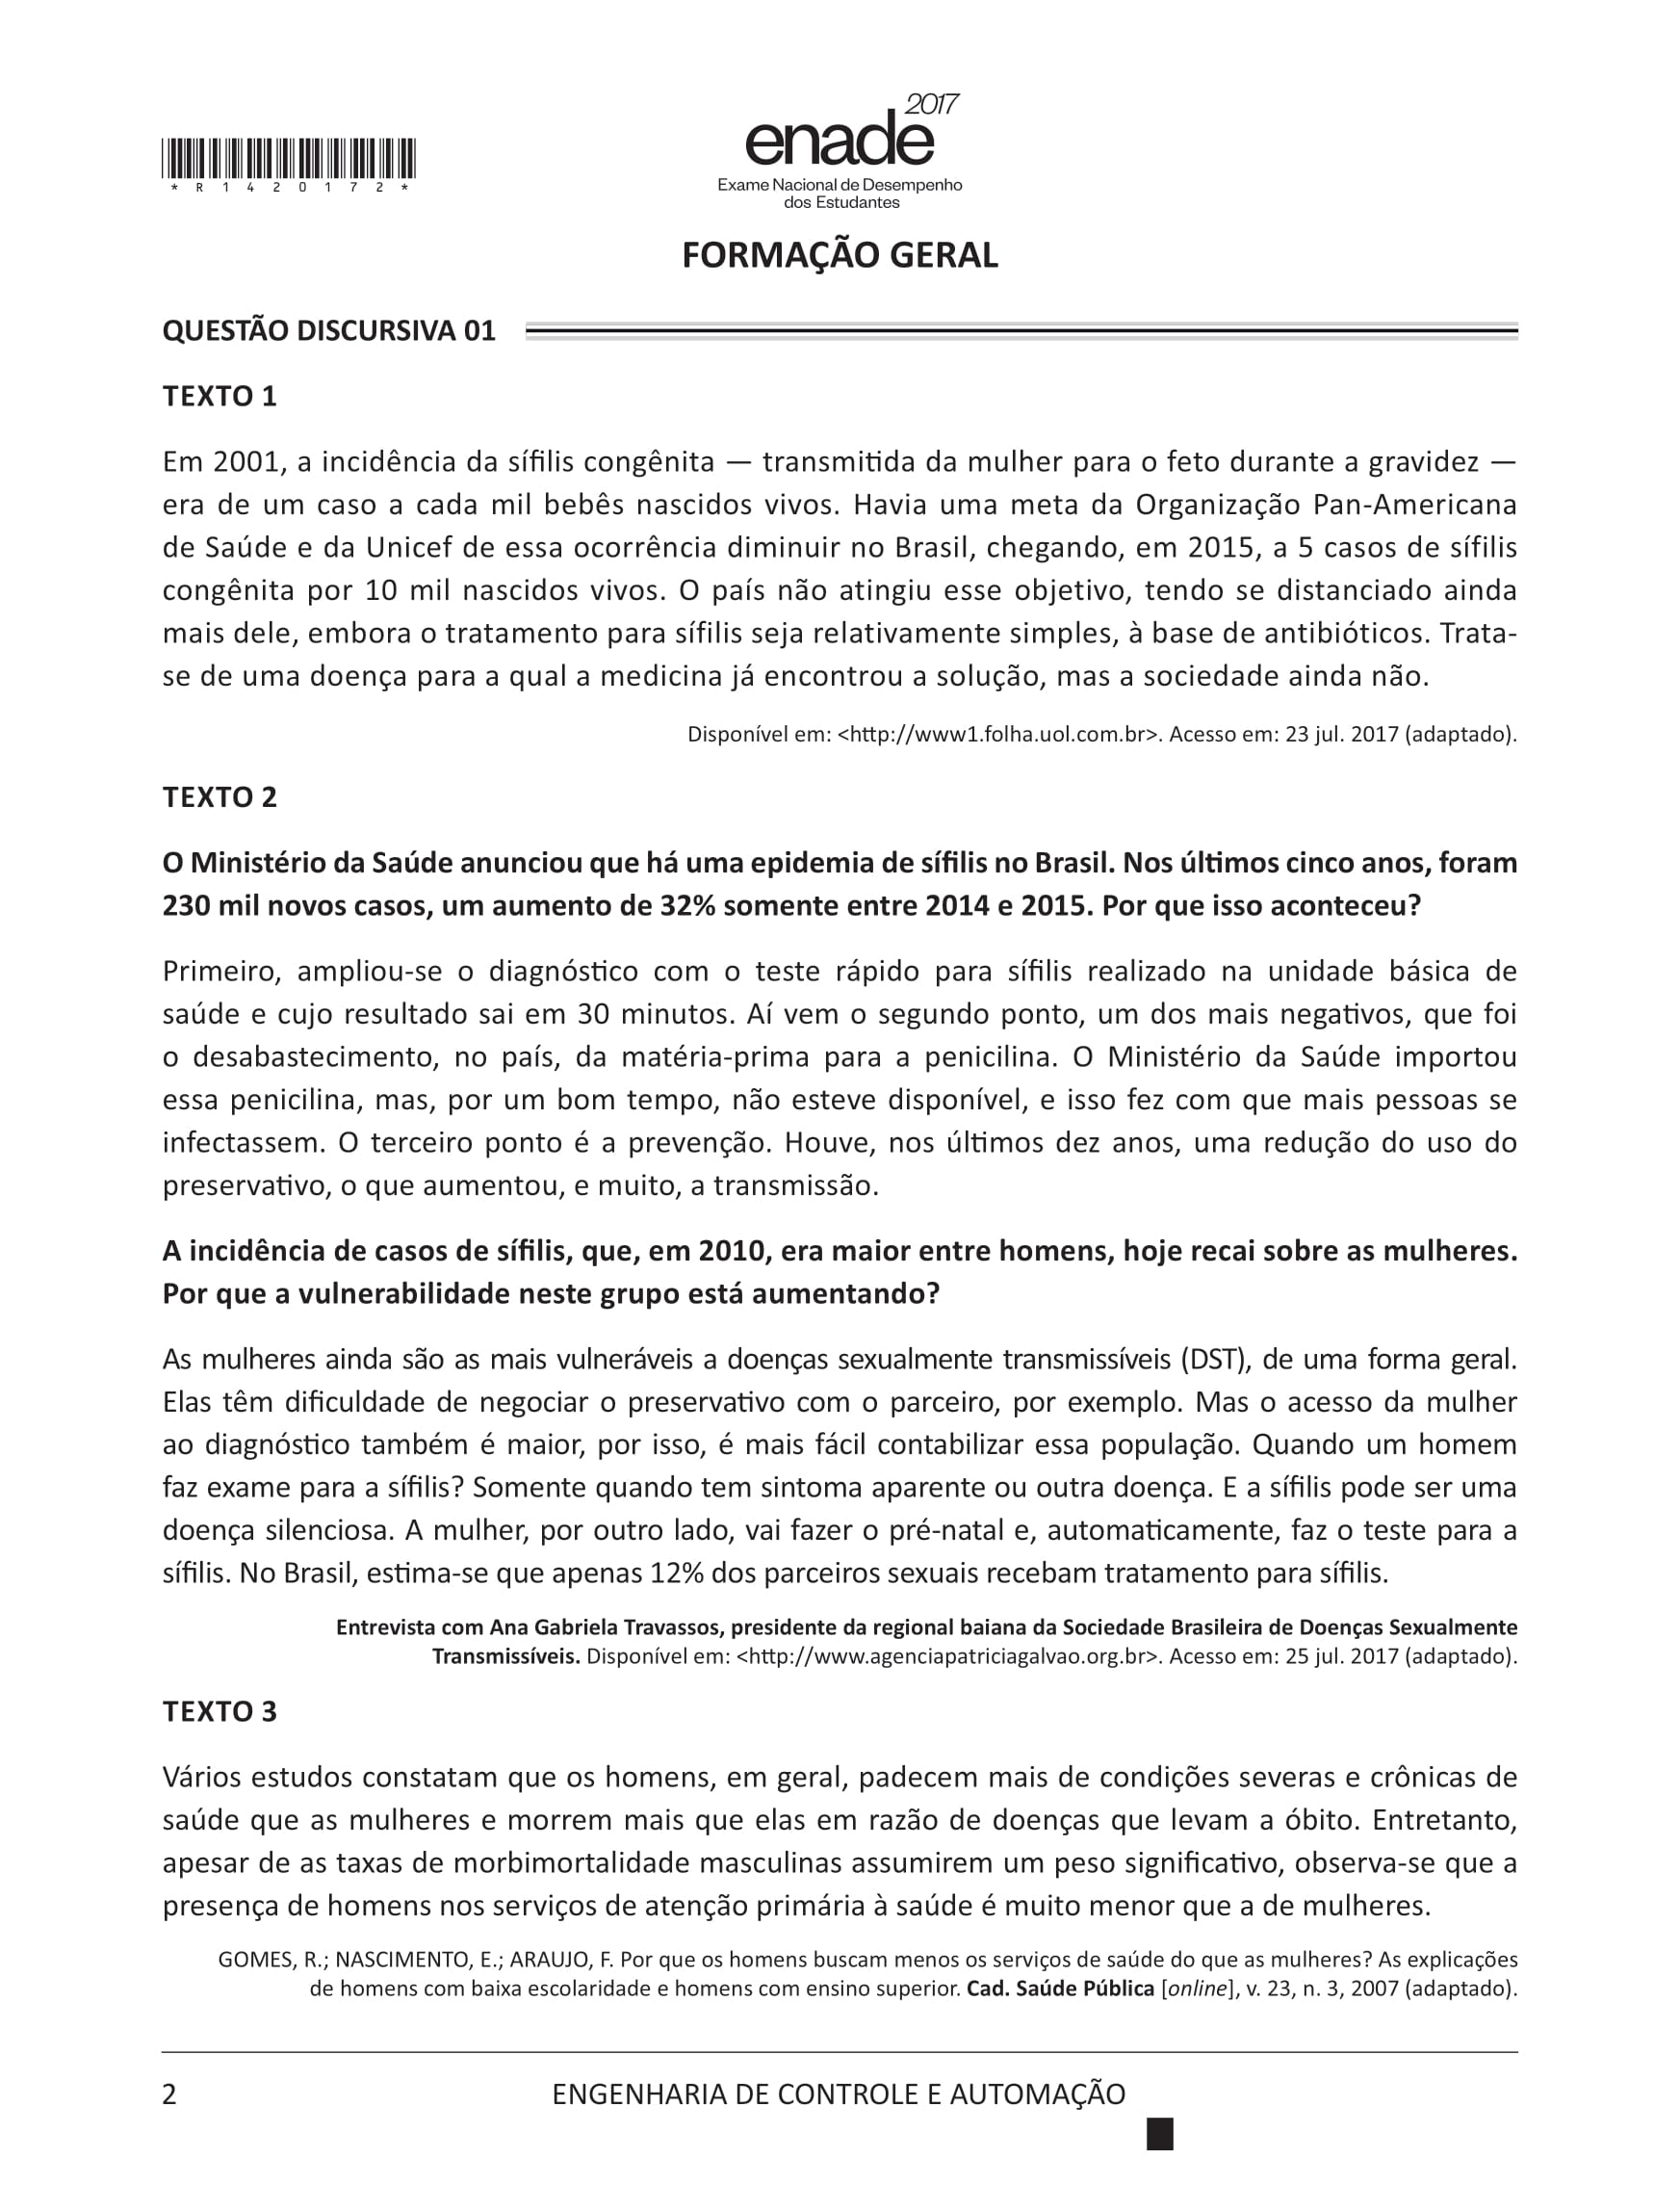 * R 1 4 2 0 1 7 2 *
2017
enade
Exame Nacional de Desempenho
dos Estudantes
FORMAÇÃO GERAL
QUESTÃO DISCURSIVA 01
TEXTO 1
Em 2001, a incidência da sífilis congênita — transmitida da mulher para o feto durante a gravidez —
era de um caso a cada mil bebês nascidos vivos. Havia uma meta da Organização Pan-Americana
de Saúde e da Unicef de essa ocorrência diminuir no Brasil, chegando, em 2015, a 5 casos de sífilis
congênita por 10 mil nascidos vivos. O país não atingiu esse objetivo, tendo se distanciado ainda
mais dele, embora o tratamento para sífilis seja relativamente simples, à base de antibióticos. Trata-
se de uma doença para a qual a medicina já encontrou a solução, mas a sociedade ainda não.
Disponível em: <http://www1.folha.uol.com.br>. Acesso em: 23 jul. 2017 (adaptado).
TEXTO 2
O Ministério da Saúde anunciou que há uma epidemia de sífilis no Brasil. Nos últimos cinco anos, foram
230 mil novos casos, um aumento de 32% somente entre 2014 e 2015. Por que isso aconteceu?
Primeiro, ampliou-se o diagnóstico com o teste rápido para sífilis realizado na unidade básica de
saúde e cujo resultado sai em 30 minutos. Aí vem o segundo ponto, um dos mais negativos, que foi
o desabastecimento, no país, da matéria-prima para a penicilina. O Ministério da Saúde importou
essa penicilina, mas, por um bom tempo, não esteve disponível, e isso fez com que mais pessoas se
infectassem. O terceiro ponto é a prevenção. Houve, nos últimos dez anos, uma redução do uso do
preservativo, o que aumentou, e muito, a transmissão.
A incidência de casos de sífilis, que, em 2010, era maior entre homens, hoje recai sobre as mulheres.
Por que a vulnerabilidade neste grupo está aumentando?
As mulheres ainda são as mais vulneráveis a doenças sexualmente transmissíveis (DST), de uma forma geral.
Elas têm dificuldade de negociar o preservativo com o parceiro, por exemplo. Mas o acesso da mulher
ao diagnóstico também é maior, por isso, é mais fácil contabilizar essa população. Quando um homem
faz exame para a sífilis? Somente quando tem sintoma aparente ou outra doença. E a sífilis pode ser uma
doença silenciosa. A mulher, por outro lado, vai fazer o pré-natal e, automaticamente, faz o teste para a
sífilis. No Brasil, estima-se que apenas 12% dos parceiros sexuais recebam tratamento para sífilis.
Entrevista com Ana Gabriela Travassos, presidente da regional baiana da Sociedade Brasileira de Doenças Sexualmente
Transmissíveis. Disponível em: <http://www.agenciapatriciagalvao.org.br>. Acesso em: 25 jul. 2017 (adaptado).
TEXTO 3
Vários estudos constatam que os homens, em geral, padecem mais de condições severas e crônicas de
saúde que as mulheres e morrem mais que elas em razão de doenças que levam a óbito. Entretanto,
apesar de as taxas de morbimortalidade masculinas assumirem um peso significativo, observa-se que a
presença de homens nos serviços de atenção primária à saúde é muito menor que a de mulheres.
GOMES, R.; NASCIMENTO, E.; ARAUJO, F. Por que os homens buscam menos os serviços de saúde do que as mulheres? As explicações
de homens com baixa escolaridade e homens com ensino superior. Cad. Saúde Pública [online], v. 23, n. 3, 2007 (adaptado).
2
ENGENHARIA DE CONTROLE E AUTOMAÇÃO